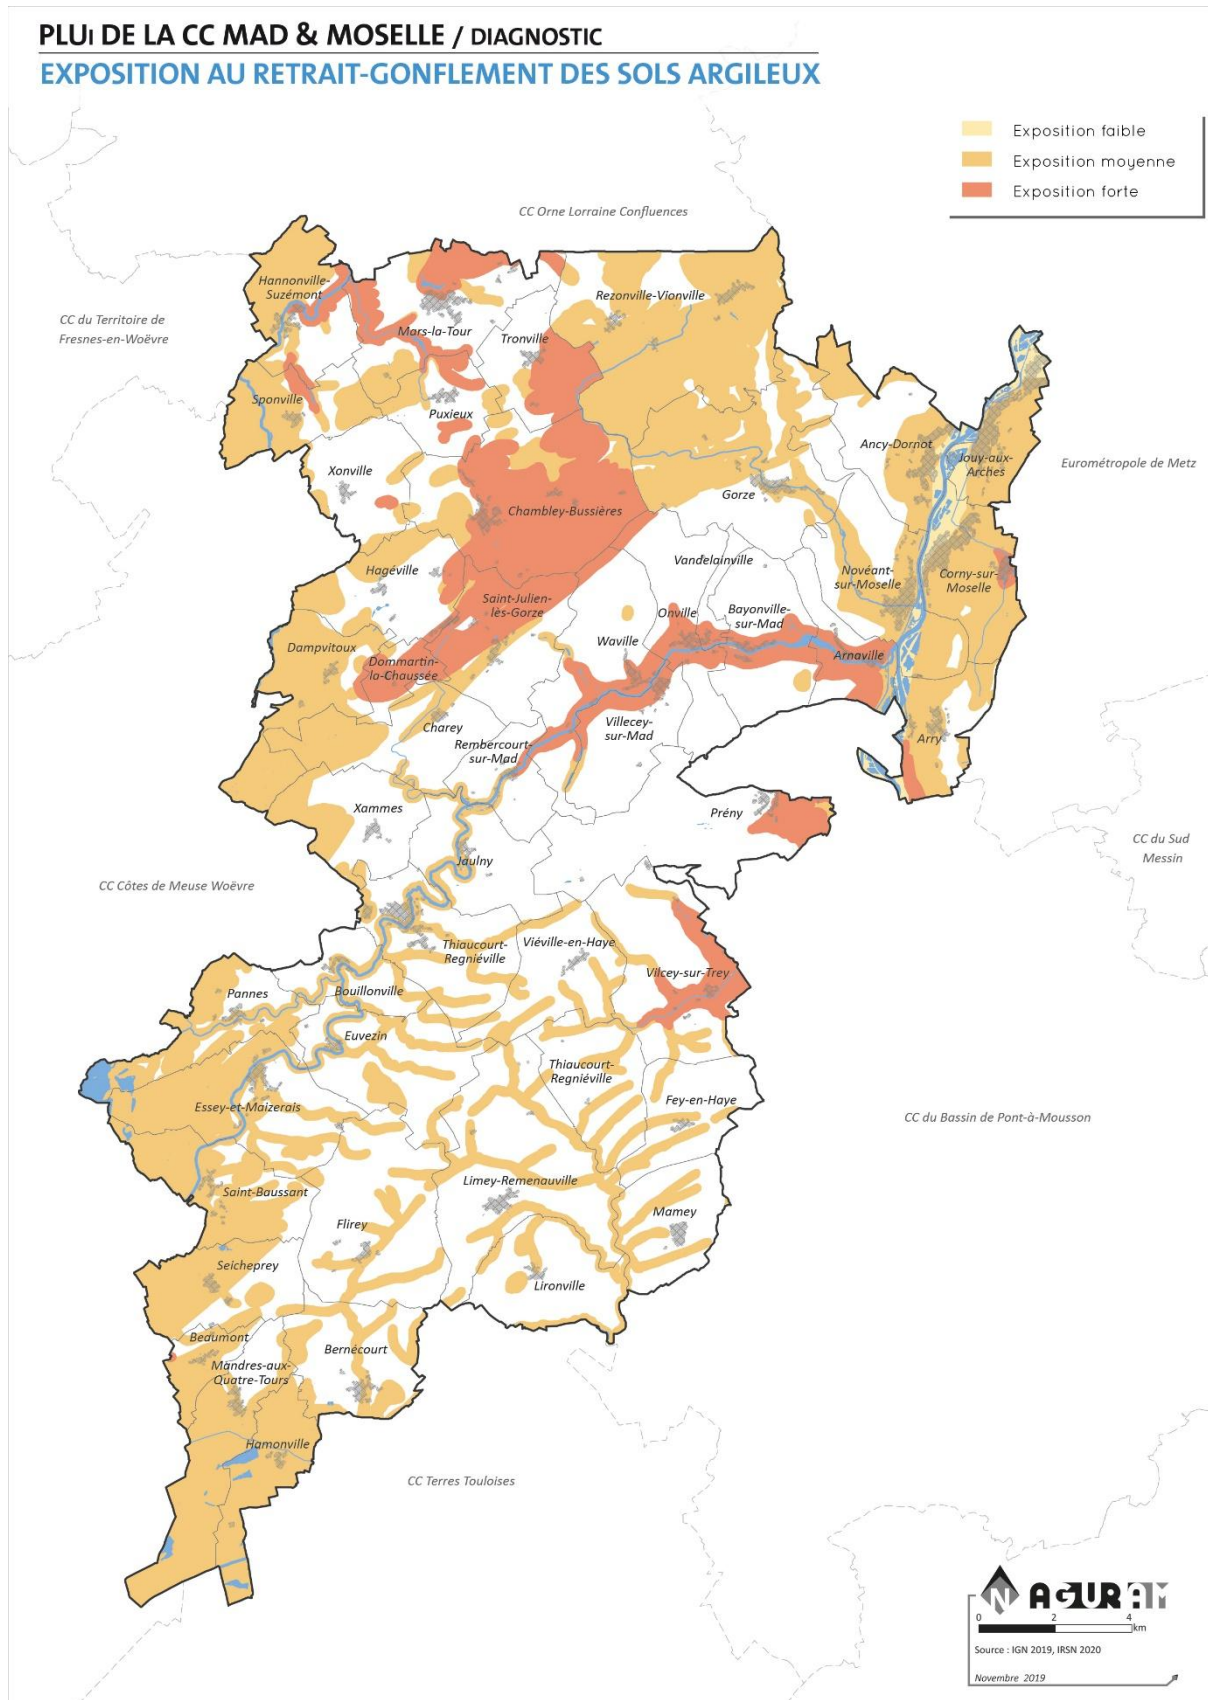 PLUi DE LA CC MAD & MOSELLE / DIAGNOSTIC
EXPOSITION AU RETRAIT-GONFLEMENT DES SOLS ARGILEUX
Exposition faible
Exposition moyenne
Exposition forte
CC Orne Lorraine Confluences
Hannonville-
Suzémont
Rezonville-Vionville
CC du Territoire de
Fresnes-en-Woëvre
Mars-la-Tour
Tronville
Sponville
Puxieux
Ancy-Dornot
Jouy-aux-
Arches
Eurométropole de Metz
Xonville
Gorze
Chambley-Bussières
Vandelainville
Hagéville
Novéant-
sur-Moselle
Corny-sur-
Moselle
Saint-Julien-
lès-Gorze
Onville
Bayonville-
sur-Mad
Waville
Dampvitoux
Arnaville
Dommartin-
la-Chaussée
Charey
Villecey-
sur-Mad
Arry
Rembercourt-
sur-Mad
Xammes
Prény
CC du Sud
Messin
Jaulny
CC Côtes de Meuse Woëvre
Thiaucourt-
Regniéville
Viéville-en-Haye
Vilcey-sur-Trey
Pannes
Bouillonville
Euvezin
Thiaucourt-
Regniéville
Essey-et-Maizerais
Fey-en-Haye
CC du Bassin de Pont-à-Mousson
Limey-Remenauville
Saint-Baussant
Mamey
Flirey
Seicheprey
Lironville
Beaumont
Bernécourt
Mandres-aux-
Quatre-Tours
Hamonville
CC Terres Touloises
N AGURAM
0 2 4
km
Source : IGN 2019, IRSN 2020
Novembre 2019